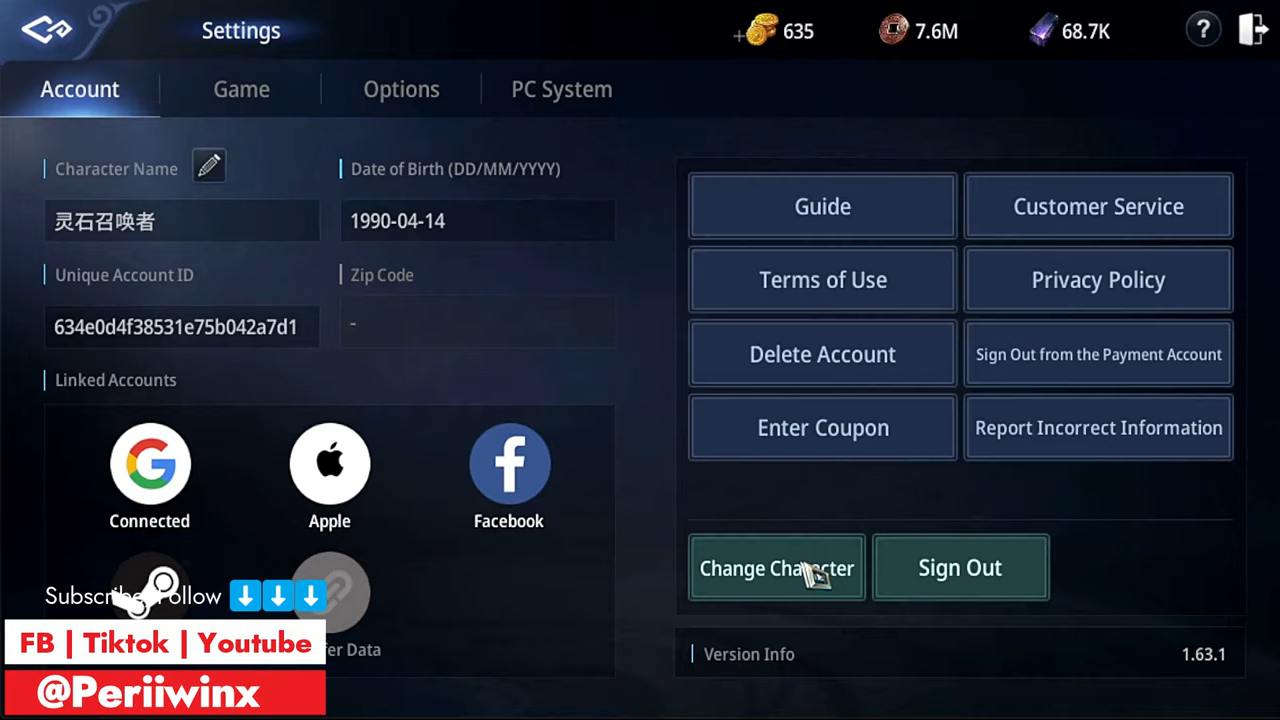 Settings
635
7.6M
68.7K
?
Account
Game
Options
PC System
Character Name
Date of Birth (DD/MM/YYYY)
灵石召唤者
1990-04-14
Unique Account ID
Zip Code
634e0d4f38531e75b042a7d1
-
Linked Accounts
Connected
Apple
Facebook
Guide
Customer Service
Terms of Use
Privacy Policy
Delete Account
Sign Out from the Payment Account
Enter Coupon
Report Incorrect Information
Change Character
Sign Out
Version Info
1.63.1
Data
Follow
FB | Tiktok | Youtube
@Periiwinx